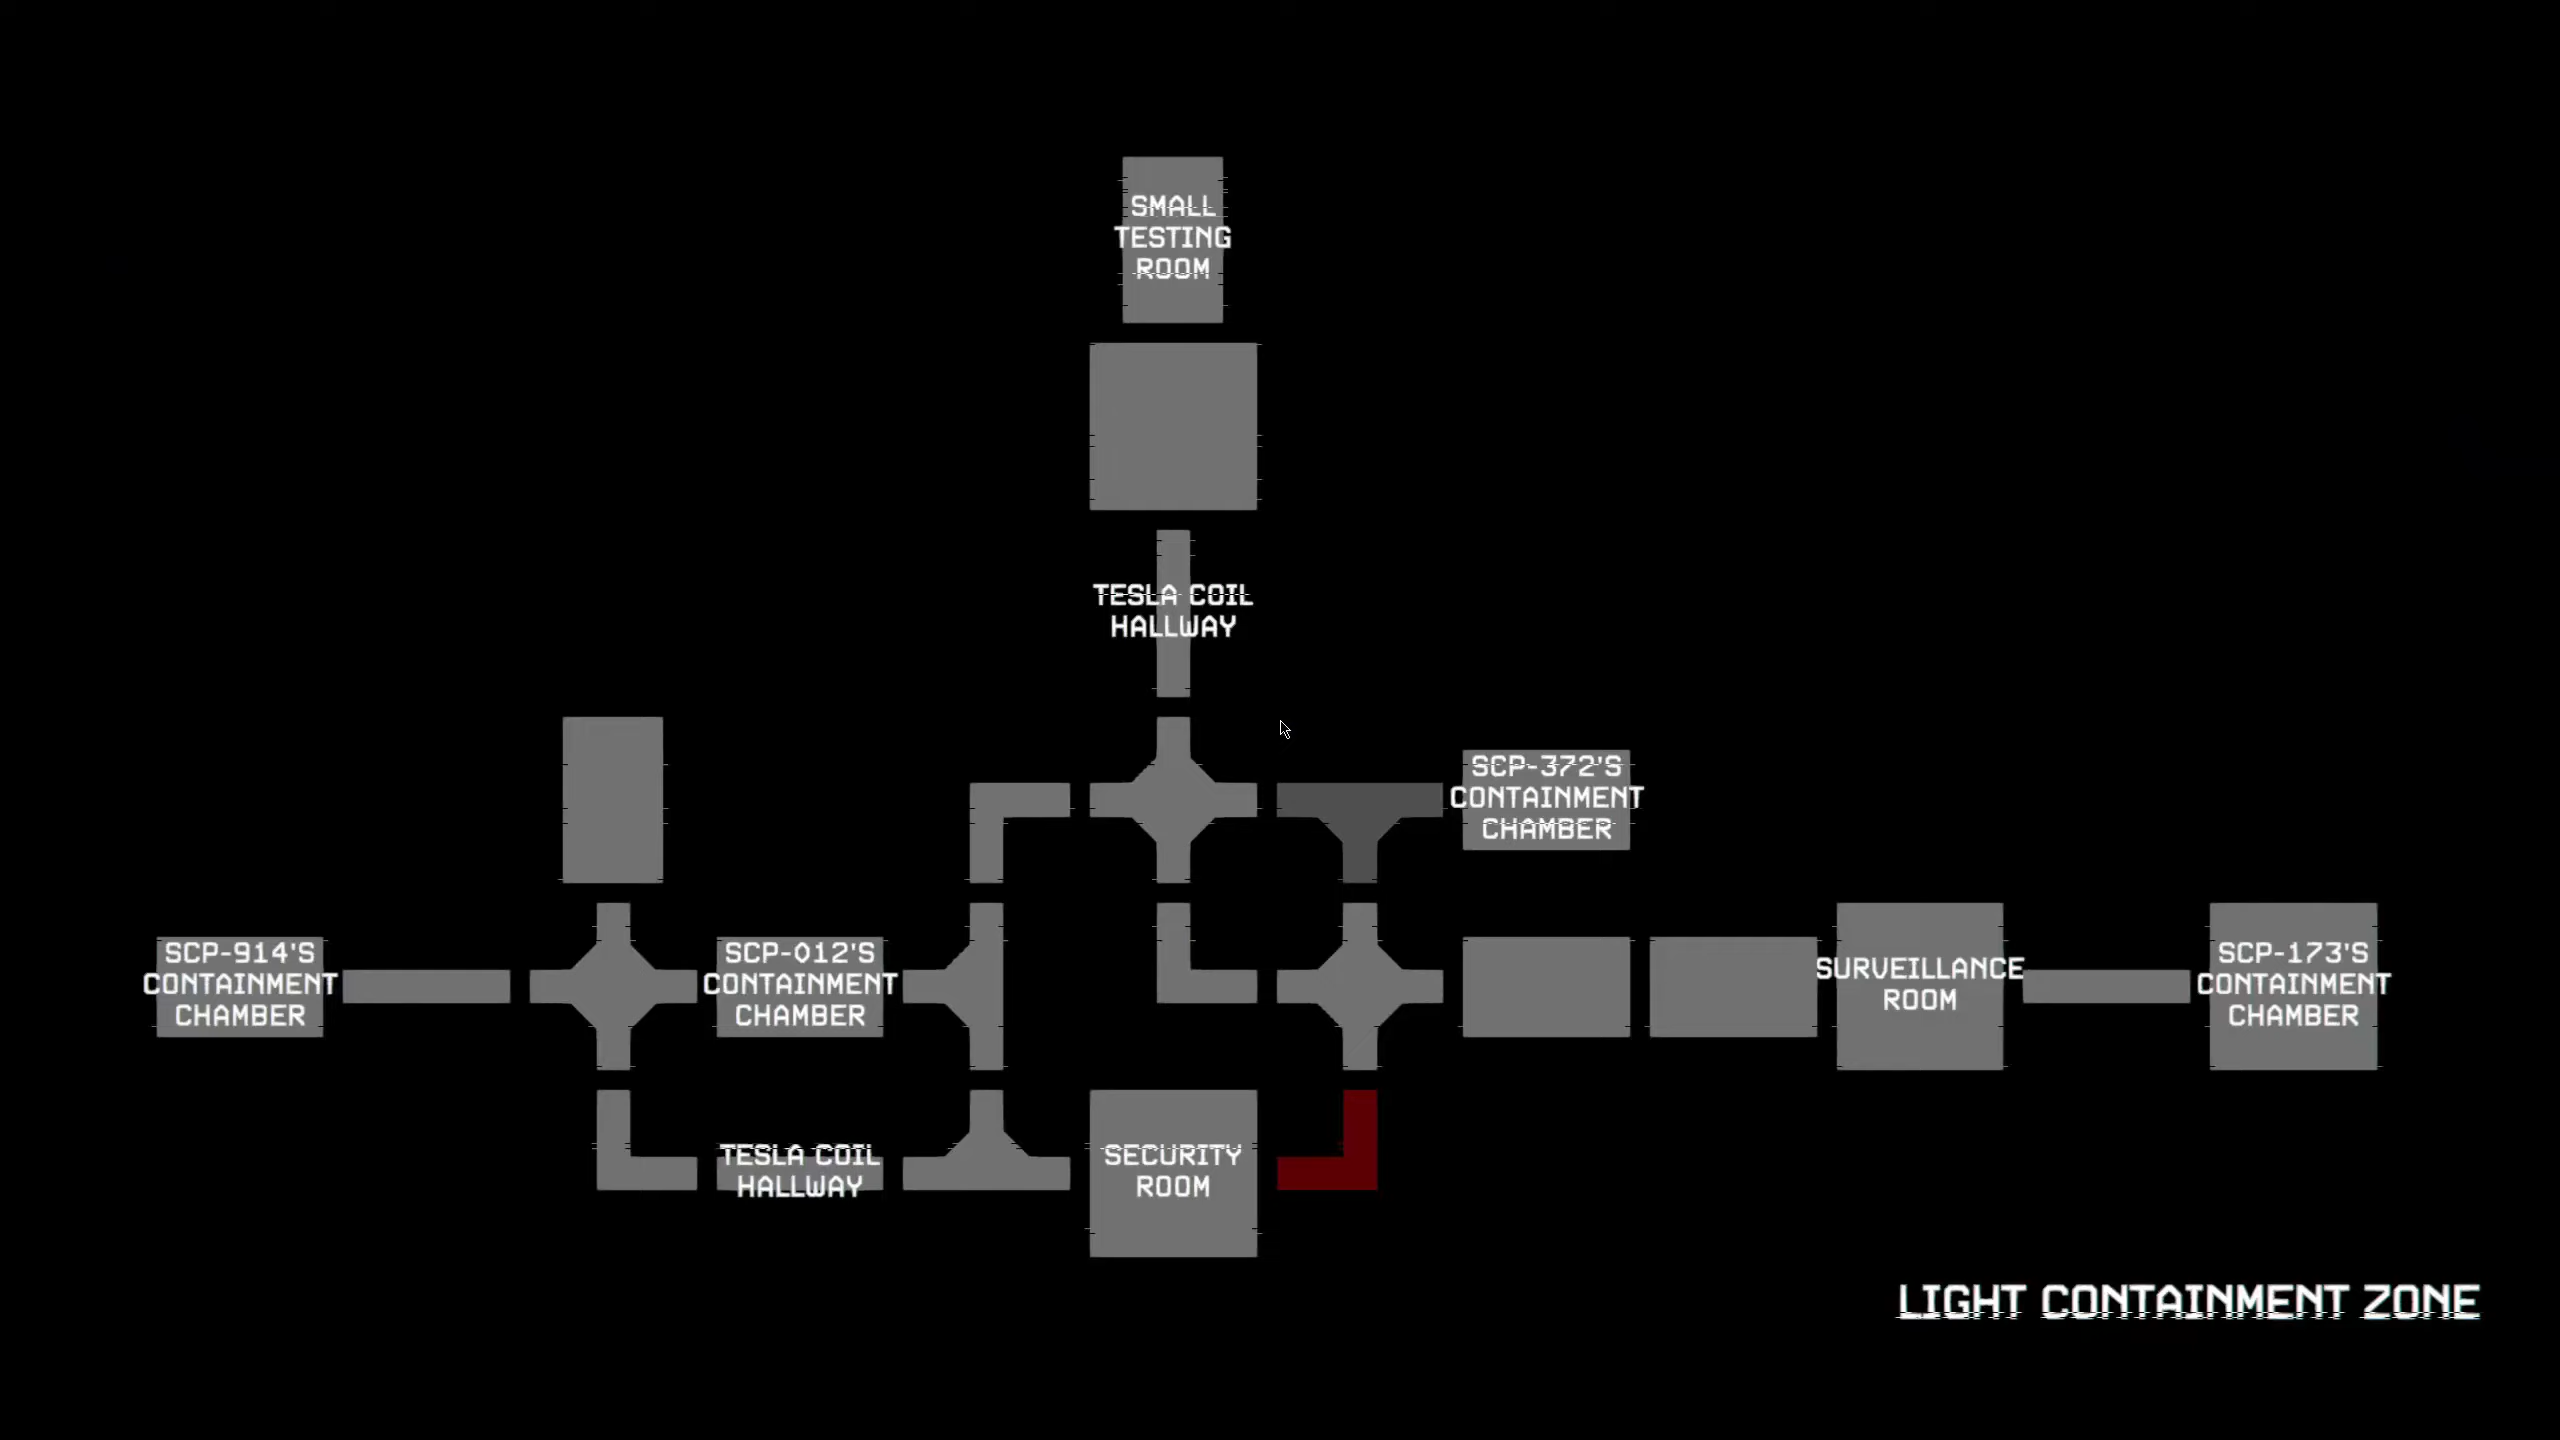 SMALL
TESTING
ROOM
TESLA COIL
HALLWAY
SCP-372'S
CONTAINMENT
CHAMBER
SCP-914'S
CONTAINMENT
CHAMBER
SCP-012'S
CONTAINMENT
CHAMBER
SURVEILLANCE
ROOM
SCP-173'S
CONTAINMENT
CHAMBER
TESLA COIL
HALLWAY
SECURITY
ROOM
LIGHT CONTAINMENT ZONE